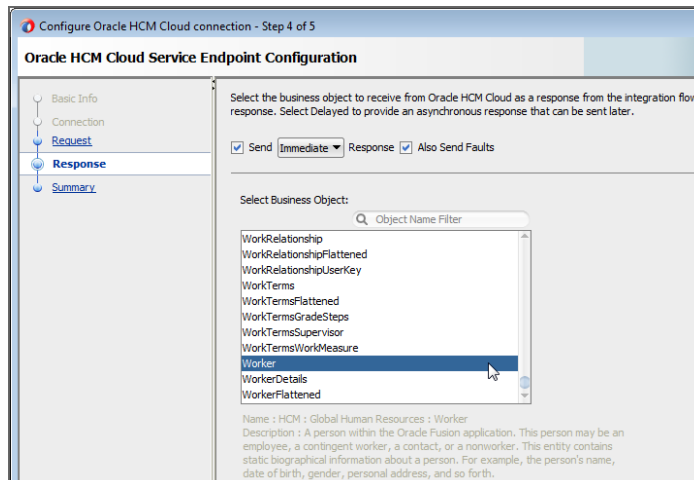 Configure Oracle HCM Cloud connection - Step 4 of 5
Oracle HCM Cloud Service Endpoint Configuration
Basic Info
Connection
Request
Response
Summary
Select the business object to receive from Oracle HCM Cloud as a response from the integration flow
response. Select Delayed to provide an asynchronous response that can be sent later.
Send Immediate Response Also Send Faults
Select Business Object:
Object Name Filter
WorkRelationship
WorkRelationshipFlattened
WorkRelationshipUserKey
WorkTerms
WorkTermsFlattened
WorkTermsGradeSteps
WorkTermsSupervisor
WorkTermsWorkMeasure
Worker
WorkerDetails
WorkerFlattened
Name : HCM : Global Human Resources : Worker
Description : A person within the Oracle Fusion application. This person may be an
employee, a contingent worker, a contact, or a nonworker. This entity contains
static biographical information about a person. For example, the person's name,
date of birth, gender, personal address, and so forth.